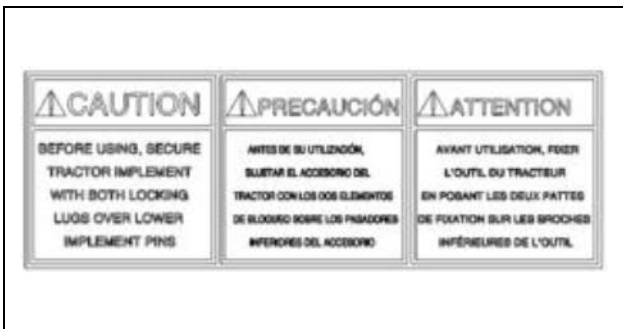 CAUTION
BEFORE USING, SECURE
TRACTOR IMPLEMENT
WITH BOTH LOCKING
LUGS OVER LOWER
IMPLEMENT PINS
PRECAUCIÓN
ANTES DE SU UTILIZACIÓN,
SUJETAR EL ACCESORIO DEL
TRACTOR CON LOS DOS ELEMENTOS
DE BLOQUEO SOBRE LOS PASADORES
INFERIORES DEL ACCESORIO
ATTENTION
AVANT UTILISATION, FIXER
L'OUTIL DU TRACTEUR
EN POSANT LES DEUX PATTES
DE FIXATION SUR LES BROCHES
INFÉRIEURES DE L'OUTIL